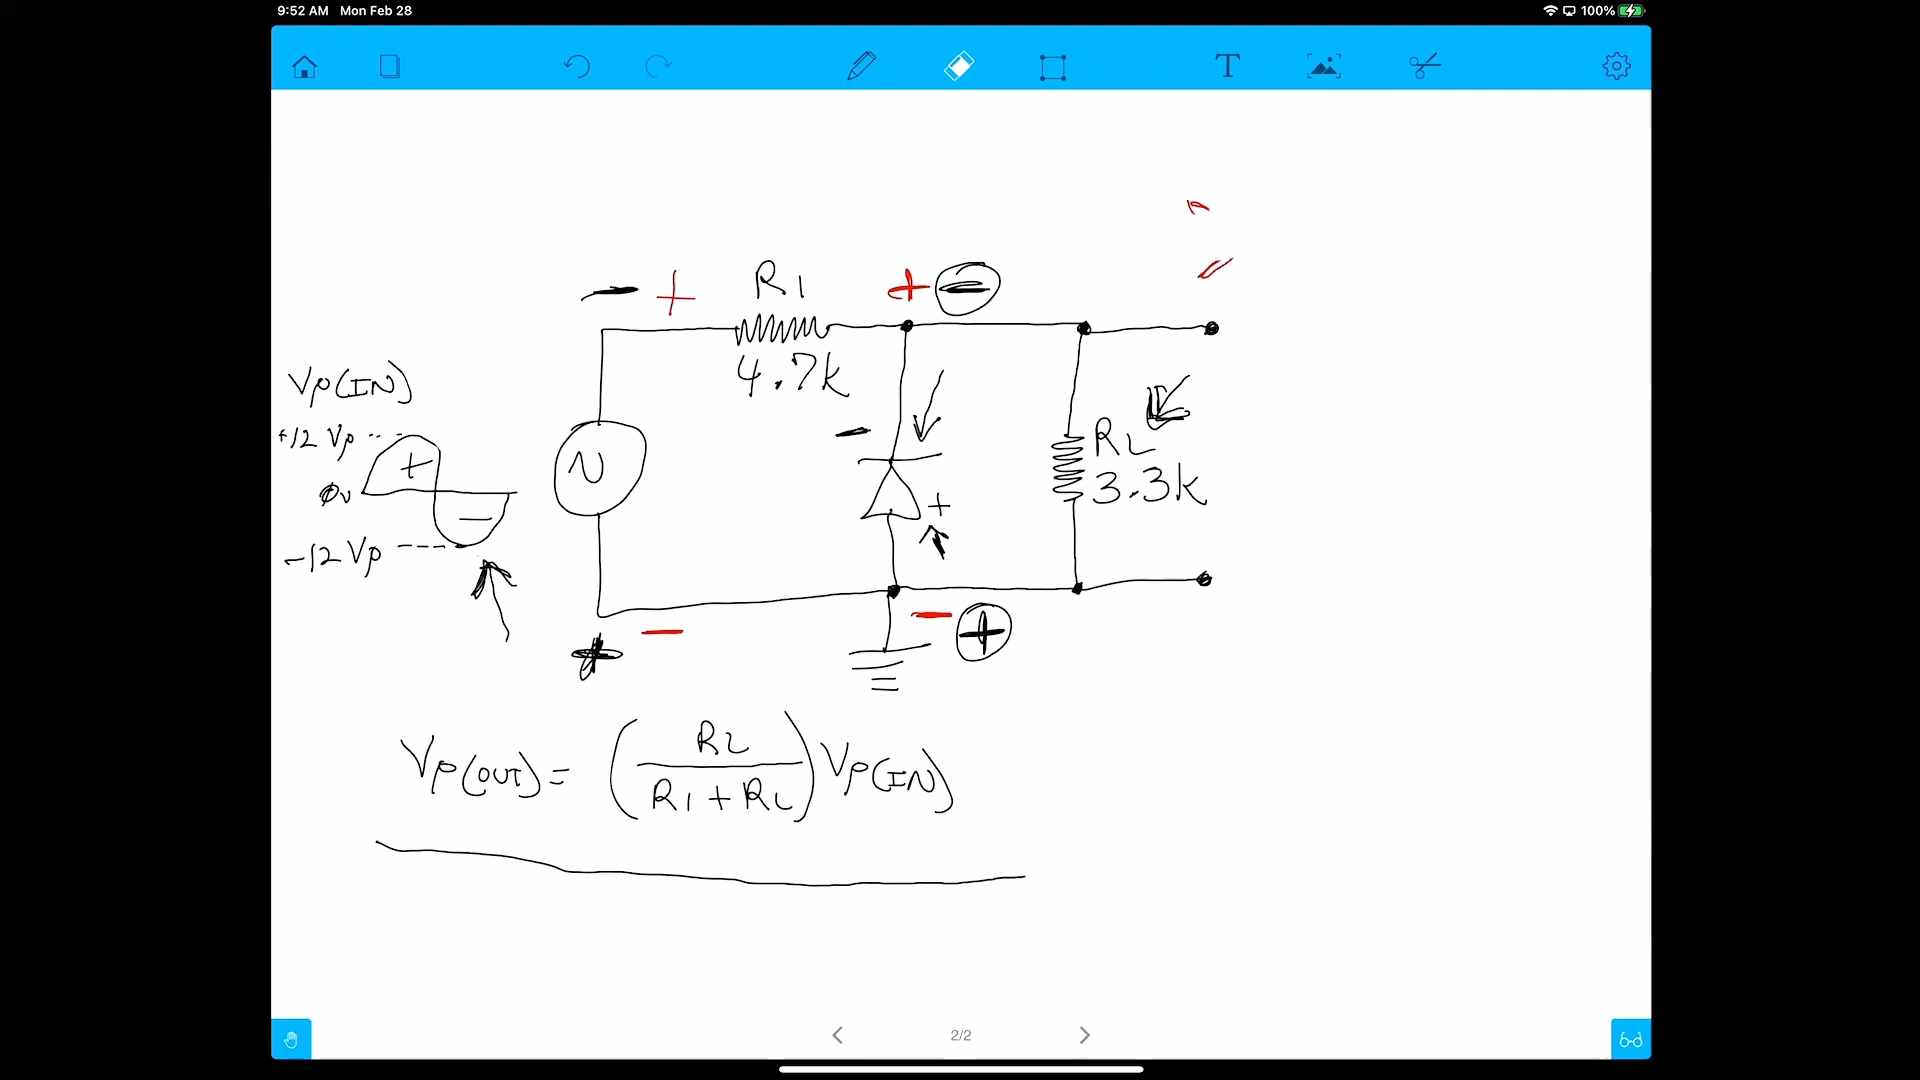 9:52 AM Mon Feb 28
100%
T
- + R1 + -
4.7k
Vp(IN)
+12 Vp
+
0v
-
-12 Vp
-
+
RL
3.3k
- +
+ -
Vp(OUT) = (RL / R1 + RL) Vp(IN)
2/2